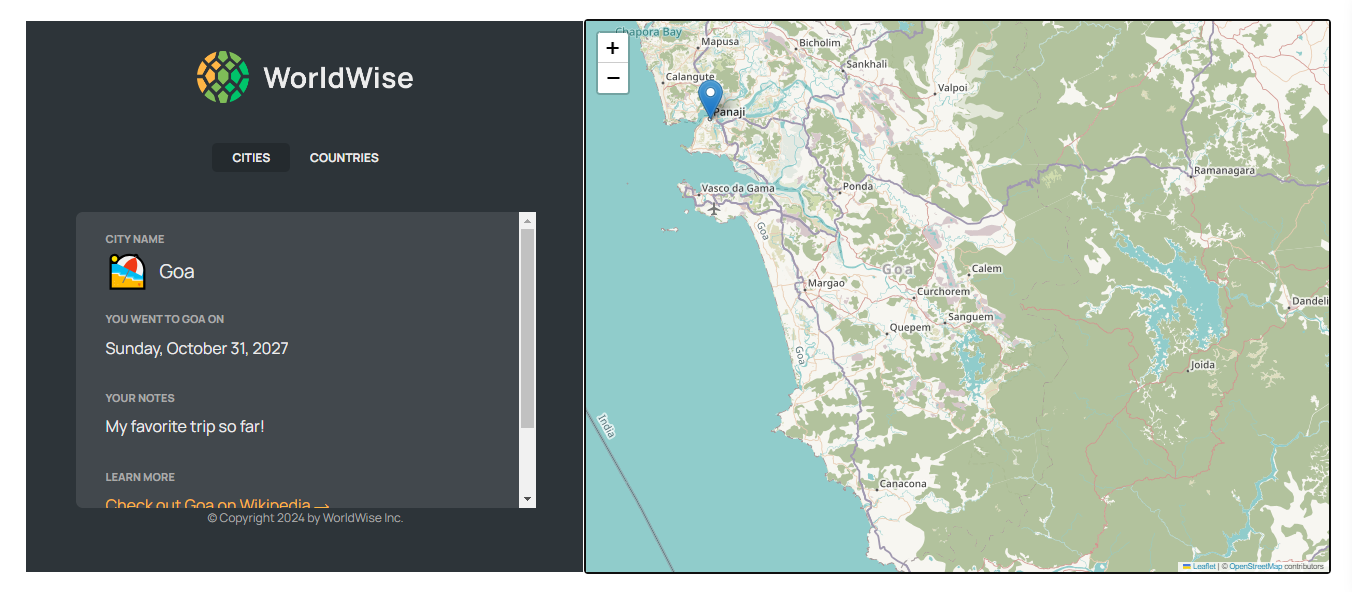 WorldWise
CITIES
COUNTRIES
CITY NAME
Goa
YOU WENT TO GOA ON
Sunday, October 31, 2027
YOUR NOTES
My favorite trip so far!
LEARN MORE
Check out Goa on Wikipedia →
© Copyright 2024 by WorldWise Inc.
+
−
Chapora Bay
Mapusa
Bicholim
Sankhali
Calangute
Valpoi
Panaji
Ramanagara
Vasco da Gama
Ponda
Goa
Goa
Calem
Margao
Curchorem
Dandeli
Sanguem
Quepem
Goa
Joida
India
Canacona
Leaflet | © OpenStreetMap contributors